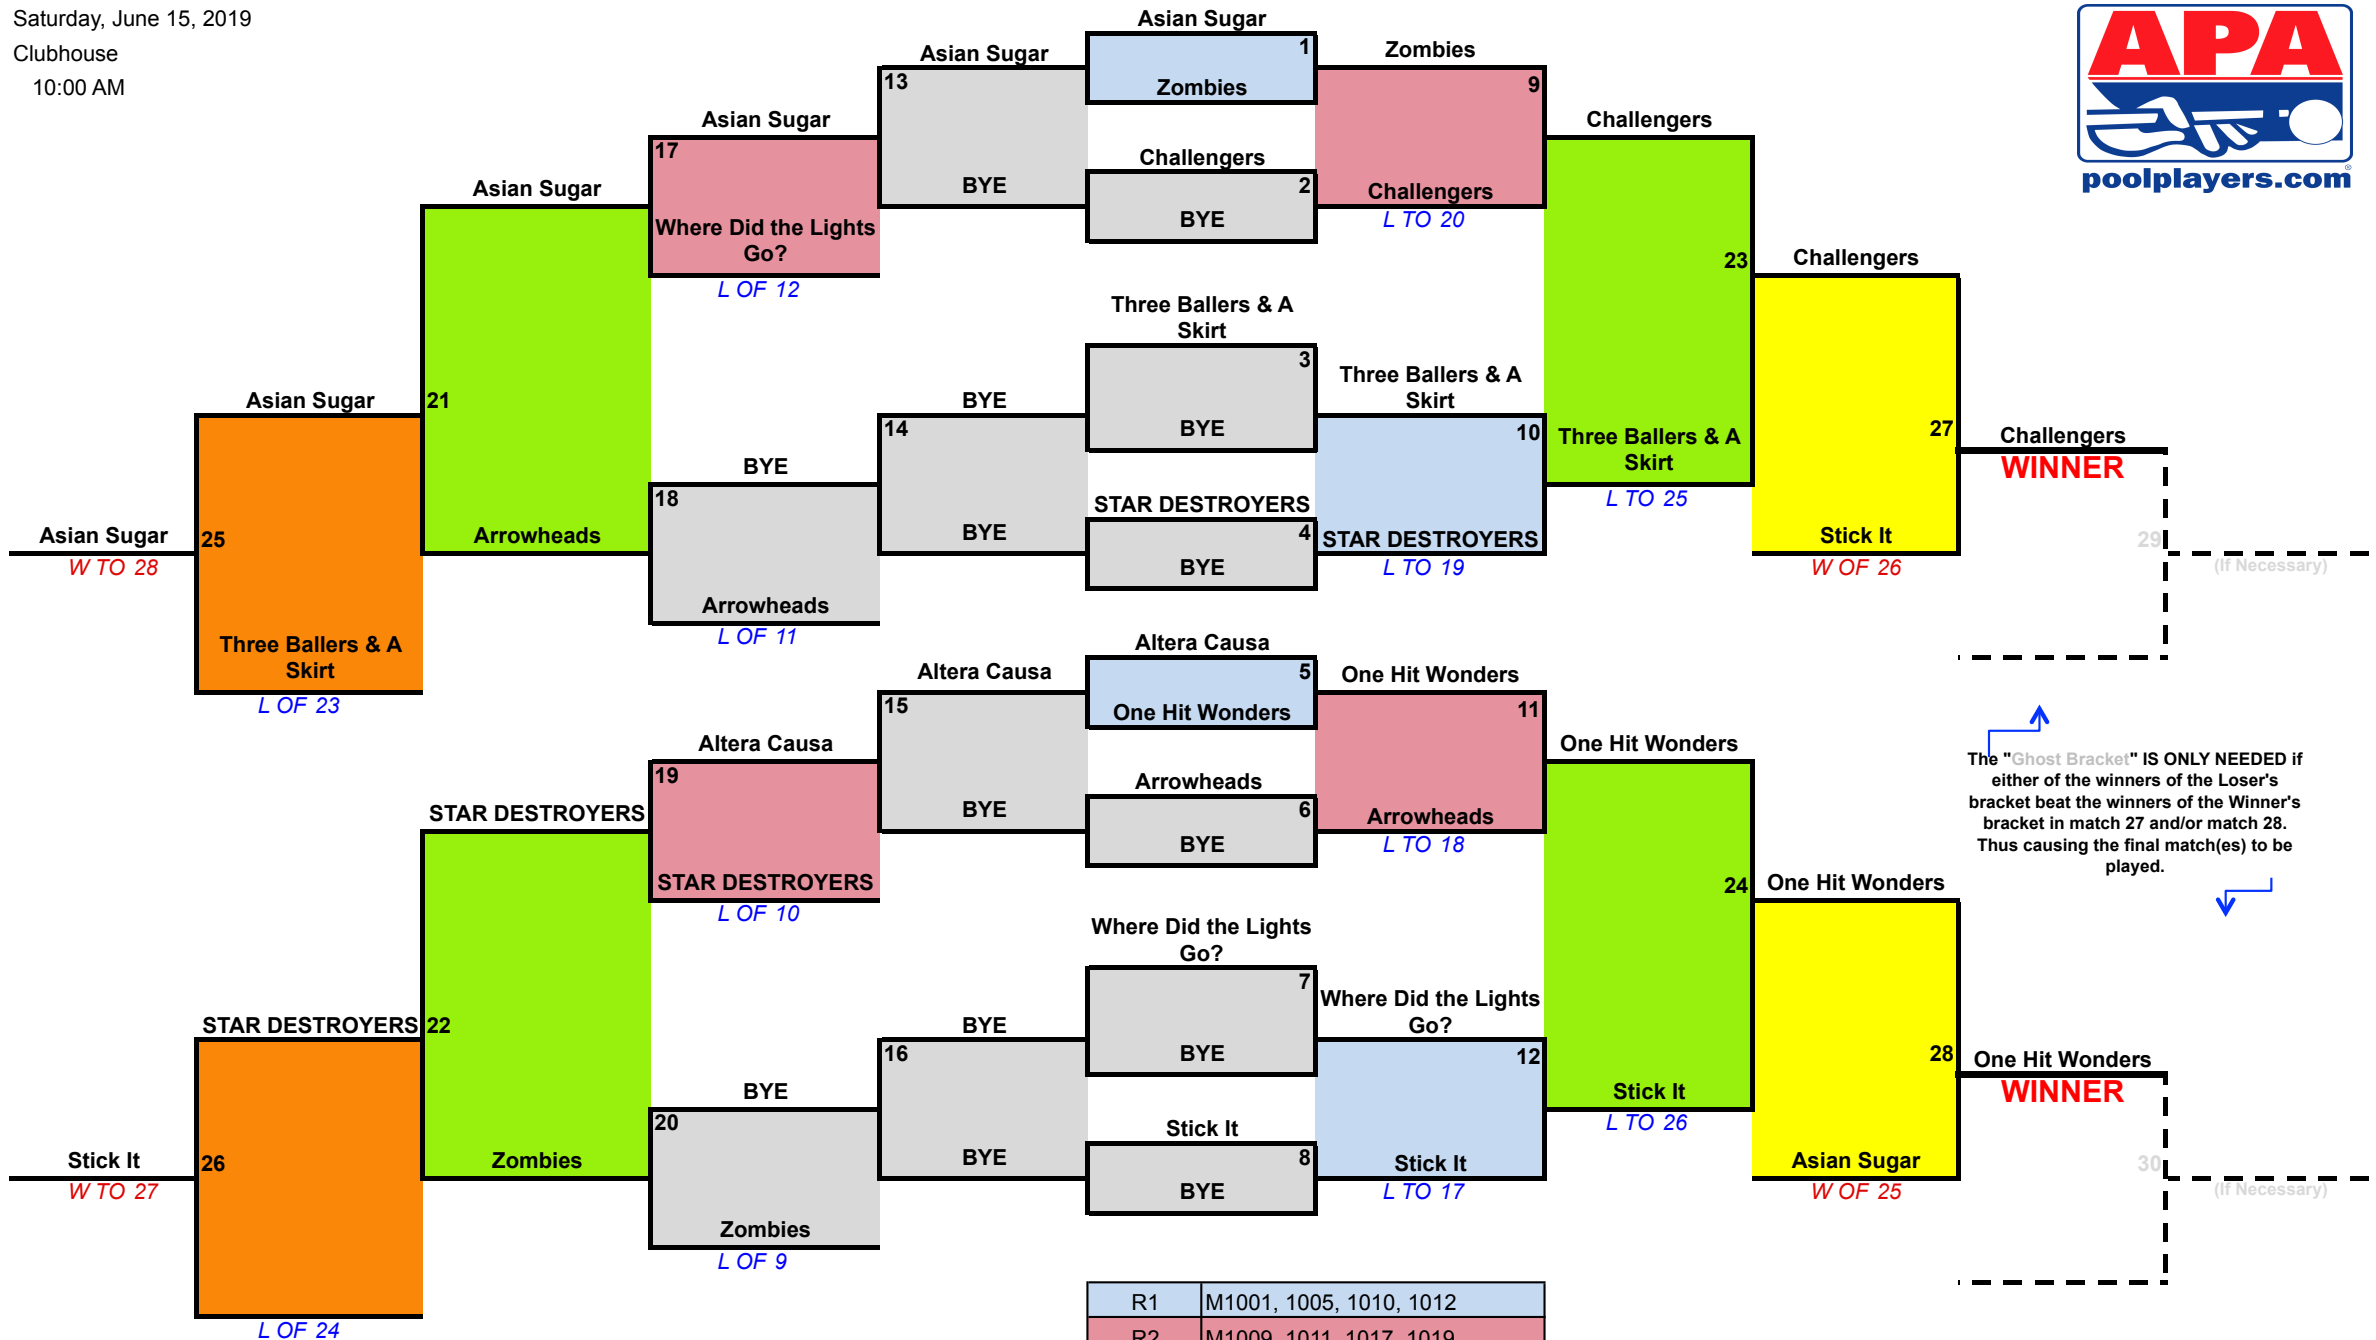 Saturday, June 15, 2019
Clubhouse
10:00 AM
APA
®
poolplayers.com
Asian Sugar
1
Zombies
Challengers
2
BYE
Three Ballers & A
Skirt
3
BYE
STAR DESTROYERS
4
BYE
Altera Causa
5
One Hit Wonders
Arrowheads
6
BYE
Where Did the Lights
Go?
7
BYE
Stick It
8
BYE
Zombies
9
Challengers
L TO 20
Three Ballers & A
Skirt
10
STAR DESTROYERS
L TO 19
One Hit Wonders
11
Arrowheads
L TO 18
Where Did the Lights
Go?
12
Stick It
L TO 17
Asian Sugar
13
BYE
BYE
14
BYE
Altera Causa
15
BYE
BYE
16
BYE
Asian Sugar
17
Where Did the Lights
Go?
L OF 12
BYE
18
Arrowheads
L OF 11
Altera Causa
19
STAR DESTROYERS
L OF 10
BYE
20
Zombies
L OF 9
Asian Sugar
21
Arrowheads
STAR DESTROYERS
22
Zombies
Challengers
23
Three Ballers & A
Skirt
L TO 25
One Hit Wonders
24
Stick It
L TO 26
Asian Sugar
25
Three Ballers & A
Skirt
L OF 23
Asian Sugar
W TO 28
STAR DESTROYERS
26
L OF 24
Stick It
W TO 27
Challengers
27
Stick It
W OF 26
One Hit Wonders
28
Asian Sugar
W OF 25
Challengers
WINNER
29
(If Necessary)
The "Ghost Bracket" IS ONLY NEEDED if
either of the winners of the Loser's
bracket beat the winners of the Winner's
bracket in match 27 and/or match 28.
Thus causing the final match(es) to be
played.
One Hit Wonders
WINNER
30
(If Necessary)
R1 M1001, 1005, 1010, 1012
R2 M1009, 1011, 1017, 1019